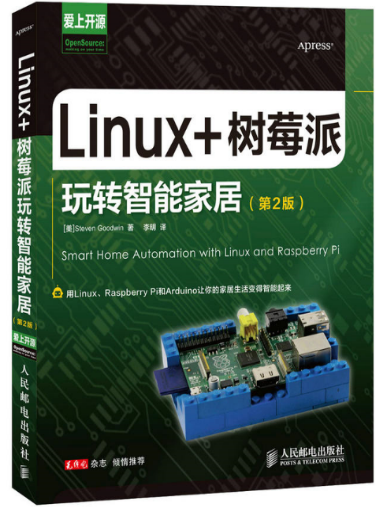 爱上开源
OpenSource:
Apress®
Linux+树莓派
玩转智能家居（第2版）
[美]Steven Goodwin 著 李晴 译
Smart Home Automation with Linux and Raspberry Pi
用Linux、Raspberry Pi和Arduino让你的家居生活变得智能起来
杂志 倾情推荐
人民邮电出版社
POSTS & TELECOM PRESS
Linux+树莓派玩转智能家居（第2版）
爱上开源
OpenSource:
人民邮电出版社